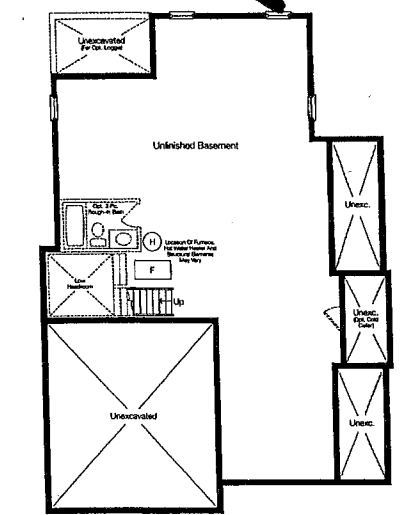 Unexcavated
(For Opt. Loggia)
Unfinished Basement
Opt. 3 Pc.
Rough-In Bath
H
Location Of Furnace,
Hot Water Heater And
Structural Elements
May Vary
F
Low
Headroom
Up
Unexc.
Unexc.
(Opt. Cold
Cellar)
Unexcavated
Unexc.